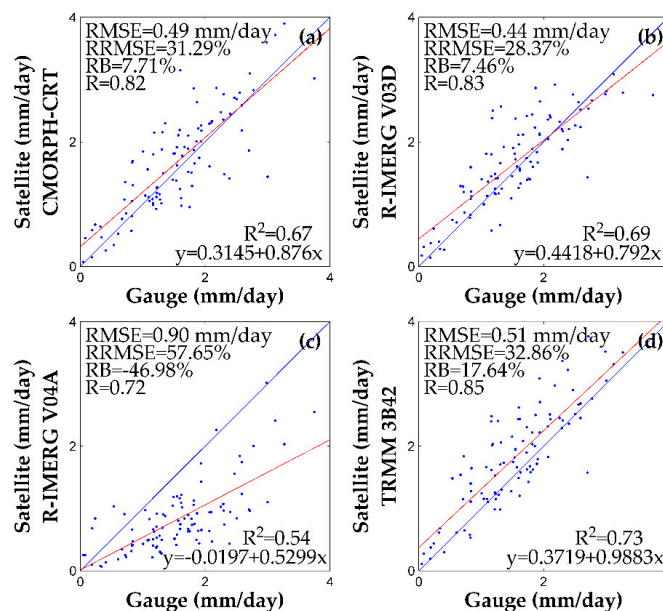 RMSE=0.49 mm/day
(a)
RRMSE=31.29%
RB=7.71%
R=0.82
R²=0.67
y=0.3145+0.876x
4
2
0
0
2
4
Satellite (mm/day)
CMORPH-CRT
Gauge (mm/day)
RMSE=0.44 mm/day
(b)
RRMSE=28.37%
RB=7.46%
R=0.83
R²=0.69
y=0.4418+0.792x
4
2
0
0
2
Satellite (mm/day)
R-IMERG V03D
Gauge (mm/day)
RMSE=0.90 mm/day
(c)
RRMSE=57.65%
RB=-46.98%
R=0.72
R²=0.54
y=-0.0197+0.5299x
4
2
0
0
2
4
Satellite (mm/day)
R-IMERG V04A
Gauge (mm/day)
RMSE=0.51 mm/day
(d)
RRMSE=32.86%
RB=17.64%
R=0.85
R²=0.73
y=0.3719+0.9883x
4
2
0
0
2
Satellite (mm/day)
TRMM 3B42
Gauge (mm/day)